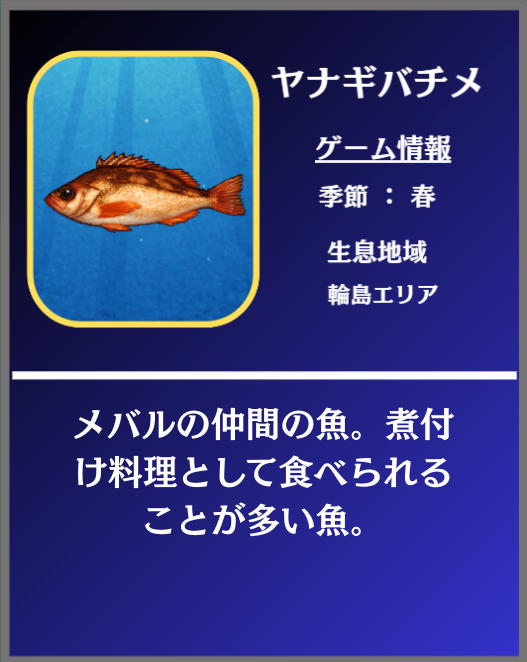 ヤナギバチメ
ゲーム情報
季節 ： 春
生息地域
輪島エリア
メバルの仲間の魚。煮付
け料理として食べられる
ことが多い魚。